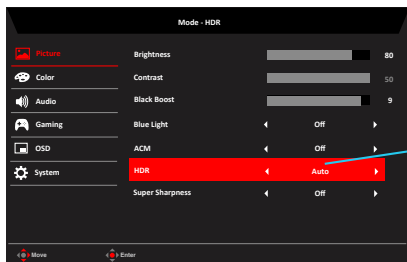 Mode - HDR
Picture
Brightness 80
Color
Contrast 50
Audio
Black Boost 9
Gaming
Blue Light Off
OSD
ACM Off
System
HDR Auto
Super Sharpness Off
Move Enter